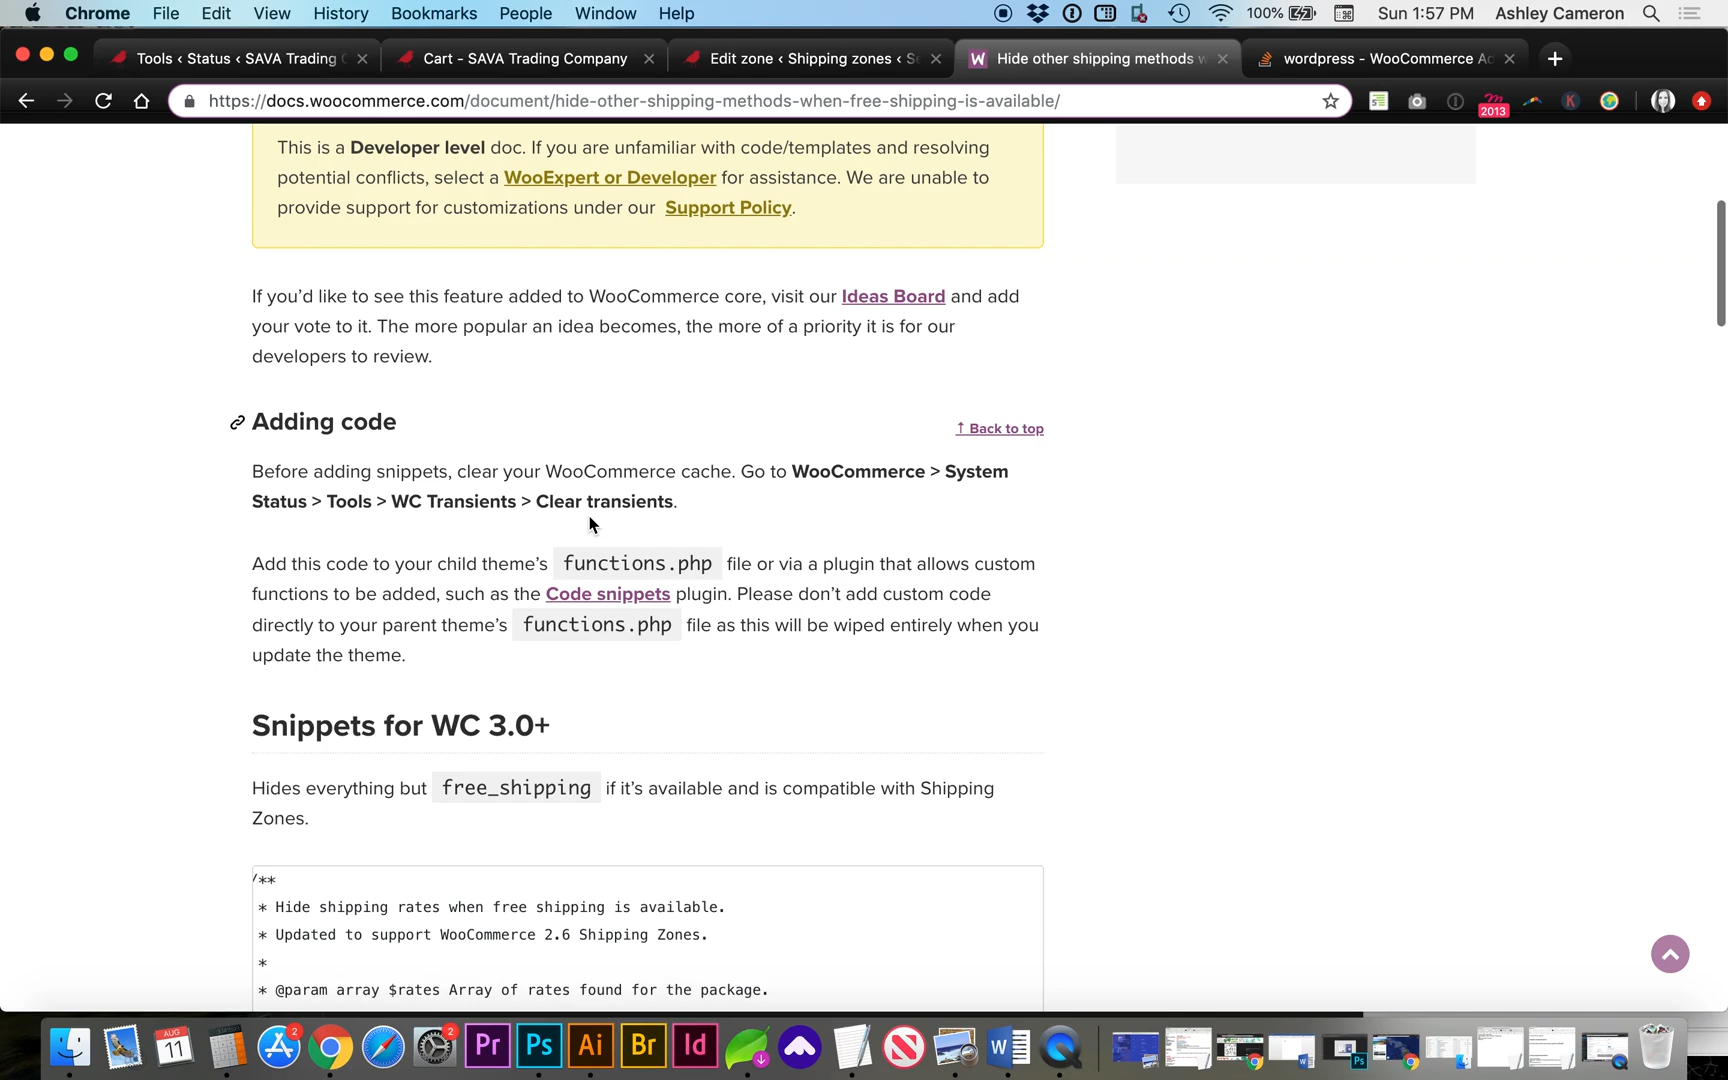 Chrome File Edit View History Bookmarks People Window Help 100% Sun 1:57 PM Ashley Cameron
Tools ‹ Status ‹ SAVA Trading Cart - SAVA Trading Company Edit zone ‹ Shipping zones ‹ Se Hide other shipping methods w wordpress - WooCommerce Ad
https://docs.woocommerce.com/document/hide-other-shipping-methods-when-free-shipping-is-available/
2013
This is a Developer level doc. If you are unfamiliar with code/templates and resolving
potential conflicts, select a WooExpert or Developer for assistance. We are unable to
provide support for customizations under our Support Policy.
If you’d like to see this feature added to WooCommerce core, visit our Ideas Board and add
your vote to it. The more popular an idea becomes, the more of a priority it is for our
developers to review.
Adding code
↑ Back to top
Before adding snippets, clear your WooCommerce cache. Go to WooCommerce > System
Status > Tools > WC Transients > Clear transients.
Add this code to your child theme’s functions.php file or via a plugin that allows custom
functions to be added, such as the Code snippets plugin. Please don’t add custom code
directly to your parent theme’s functions.php file as this will be wiped entirely when you
update the theme.
Snippets for WC 3.0+
Hides everything but free_shipping if it’s available and is compatible with Shipping
Zones.
/**
* Hide shipping rates when free shipping is available.
* Updated to support WooCommerce 2.6 Shipping Zones.
*
* @param array $rates Array of rates found for the package.
AUG 11 2 2 Pr Ps Ai Br Id W